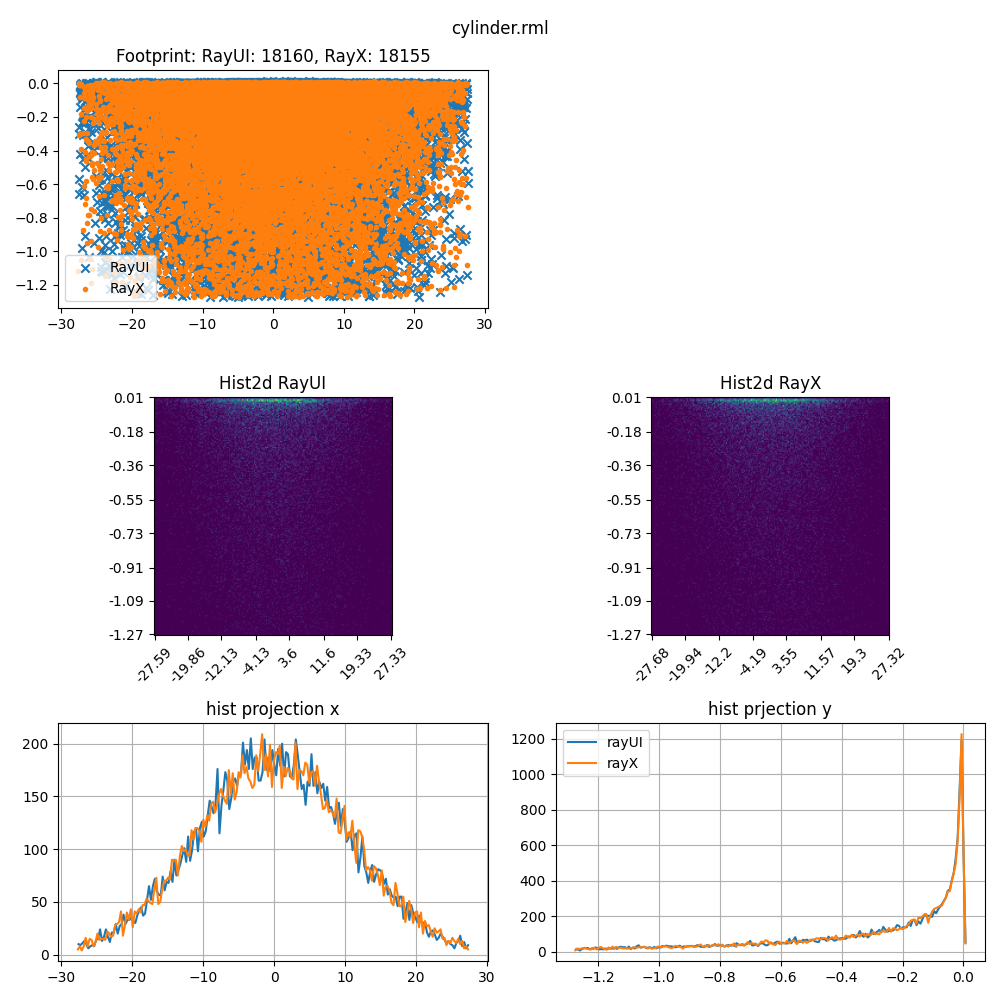 cylinder.rml
Footprint: RayUI: 18160, RayX: 18155
0.0
−0.2
−0.4
−0.6
−0.8
−1.0
−1.2
RayUI
RayX
−30 −20 −10 0 10 20 30
Hist2d RayUI
0.01
-0.18
-0.36
-0.55
-0.73
-0.91
-1.09
-1.27
-27.59 -19.86 -12.13 -4.13 3.6 11.6 19.33 27.33
Hist2d RayX
0.01
-0.18
-0.36
-0.55
-0.73
-0.91
-1.09
-1.27
-27.68 -19.94 -12.2 -4.19 3.55 11.57 19.3 27.32
hist projection x
200
150
100
50
0
−30 −20 −10 0 10 20 30
hist prjection y
1200
1000
800
600
400
200
0
rayUI
rayX
−1.2 −1.0 −0.8 −0.6 −0.4 −0.2 0.0